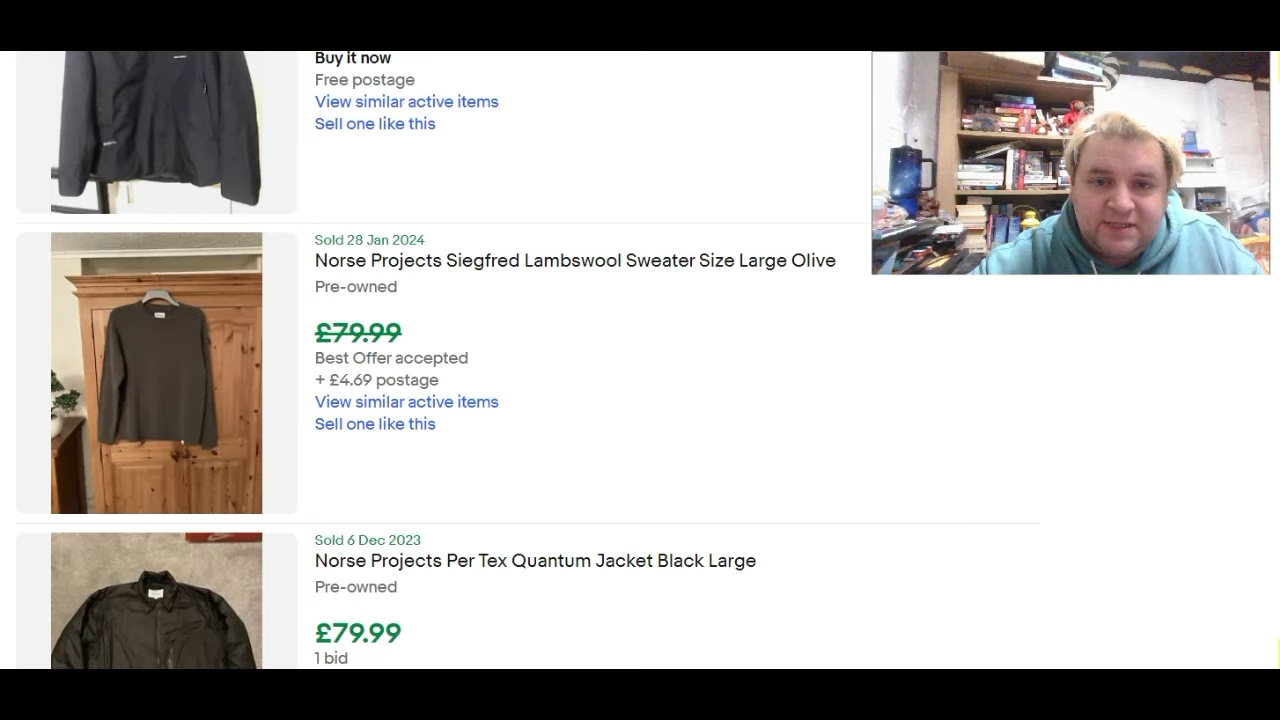 Buy it now
Free postage
View similar active items
Sell one like this
Sold 28 Jan 2024
Norse Projects Siegfred Lambswool Sweater Size Large Olive
Pre-owned
£79.99
Best Offer accepted
+ £4.69 postage
View similar active items
Sell one like this
Sold 6 Dec 2023
Norse Projects Per Tex Quantum Jacket Black Large
Pre-owned
£79.99
1 bid